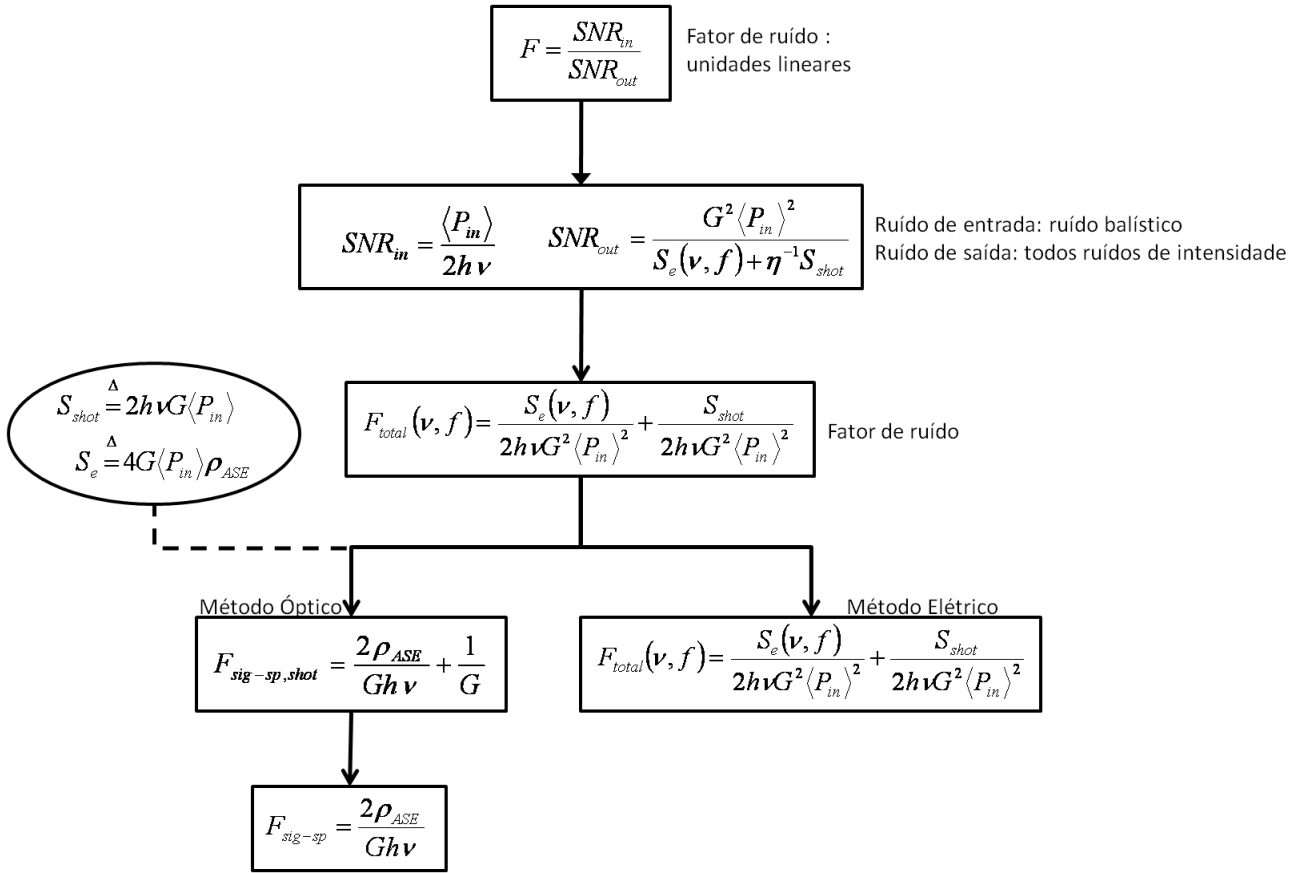 F = SNR_in / SNR_out
Fator de ruído :
unidades lineares
SNR_in = ⟨P_in⟩ / 2hν
SNR_out = G²⟨P_in⟩² / (S_e(ν, f) + η⁻¹S_shot)
Ruído de entrada: ruído balístico
Ruído de saída: todos ruídos de intensidade
S_shot ≜ 2hνG⟨P_in⟩
S_e ≜ 4G⟨P_in⟩ρ_ASE
F_total(ν, f) = S_e(ν, f) / 2hνG²⟨P_in⟩² + S_shot / 2hνG²⟨P_in⟩²
Fator de ruído
Método Óptico
F_sig-sp,shot = 2ρ_ASE / Ghν + 1 / G
Método Elétrico
F_total(ν, f) = S_e(ν, f) / 2hνG²⟨P_in⟩² + S_shot / 2hνG²⟨P_in⟩²
F_sig-sp = 2ρ_ASE / Ghν